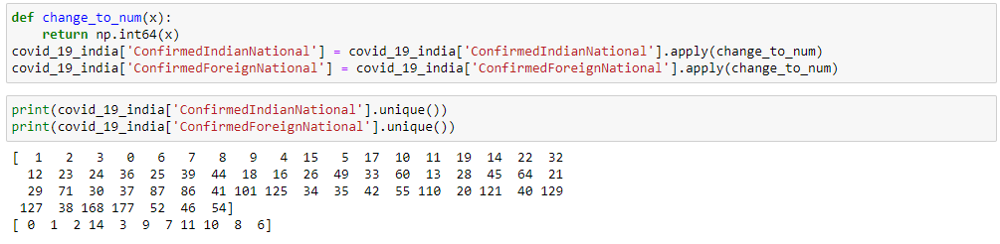 def change_to_num(x):
    return np.int64(x)
covid_19_india['ConfirmedIndianNational'] = covid_19_india['ConfirmedIndianNational'].apply(change_to_num)
covid_19_india['ConfirmedForeignNational'] = covid_19_india['ConfirmedForeignNational'].apply(change_to_num)
print(covid_19_india['ConfirmedIndianNational'].unique())
print(covid_19_india['ConfirmedForeignNational'].unique())
[  1   2   3   0   6   7   8   9   4  15   5  17  10  11  19  14  22  32
  12  23  24  36  25  39  44  18  16  26  49  33  60  13  28  45  64  21
  29  71  30  37  87  86  41 101 125  34  35  42  55 110  20 121  40 129
 127  38 168 177  52  46  54]
[ 0  1  2 14  3  9  7 11 10  8  6]